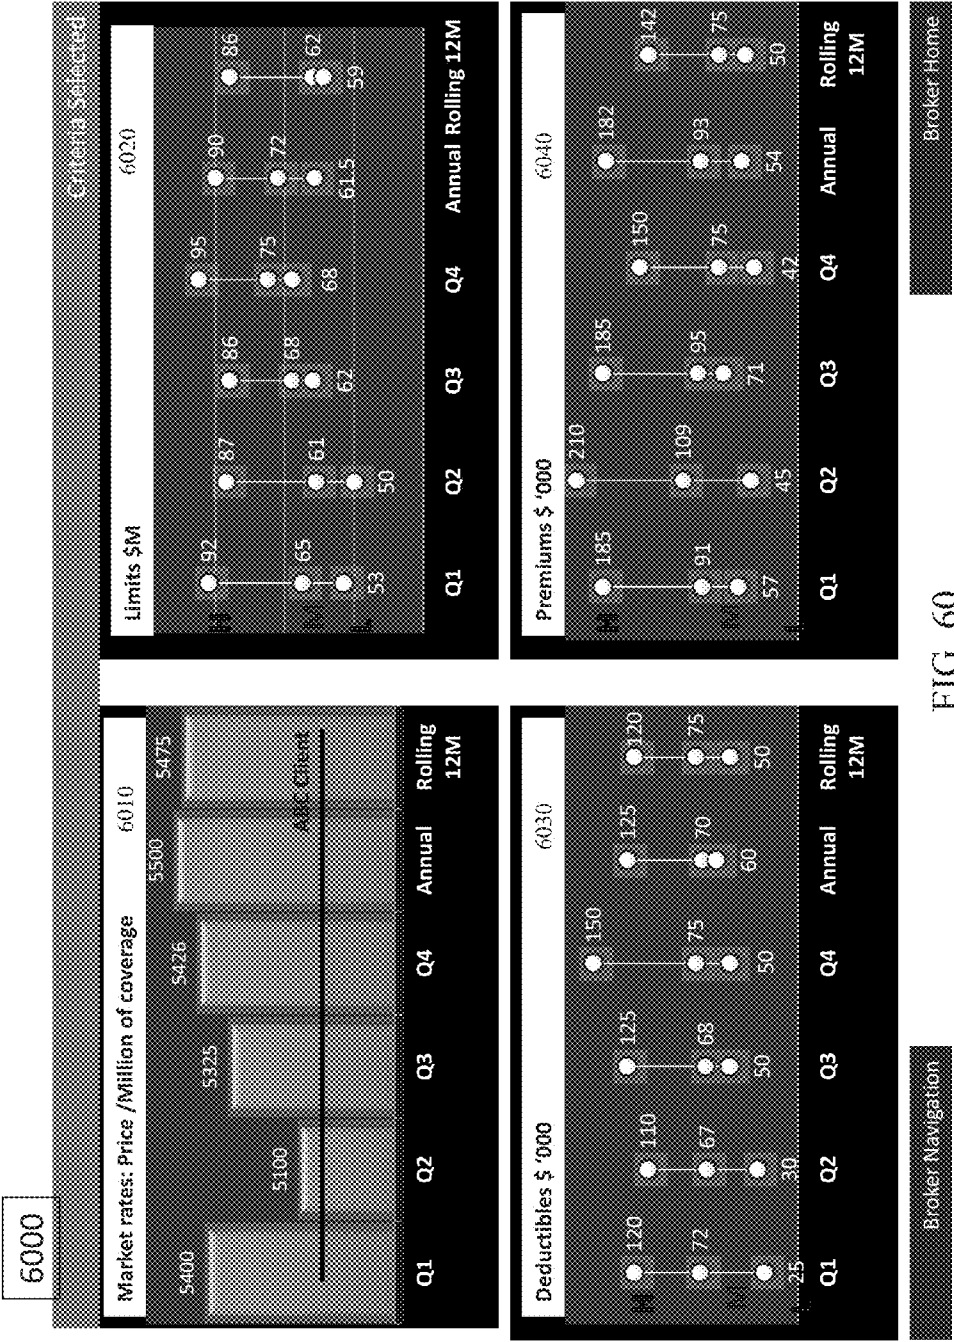 6000
Criteria Selected
Market rates: Price /Million of coverage 6010
5400 5100 5325 5426 5500 5475
ABC Client
Q1 Q2 Q3 Q4 Annual Rolling 12M
Limits $M 6020
H 92 87 86 95 90 86
M 65 61 68 75 72 62
L 53 50 62 68 61.5 59
Q1 Q2 Q3 Q4 Annual Rolling 12M
Deductibles $ '000 6030
H 120 110 125 150 125 120
M 72 67 68 75 70 75
L 25 30 50 50 60 50
Q1 Q2 Q3 Q4 Annual Rolling
12M
Premiums $ '000 6040
H 185 210 185 150 182 142
M 91 109 95 75 93 75
L 57 45 71 42 54 50
Q1 Q2 Q3 Q4 Annual Rolling
12M
Broker Navigation
Broker Home
FIG. 60